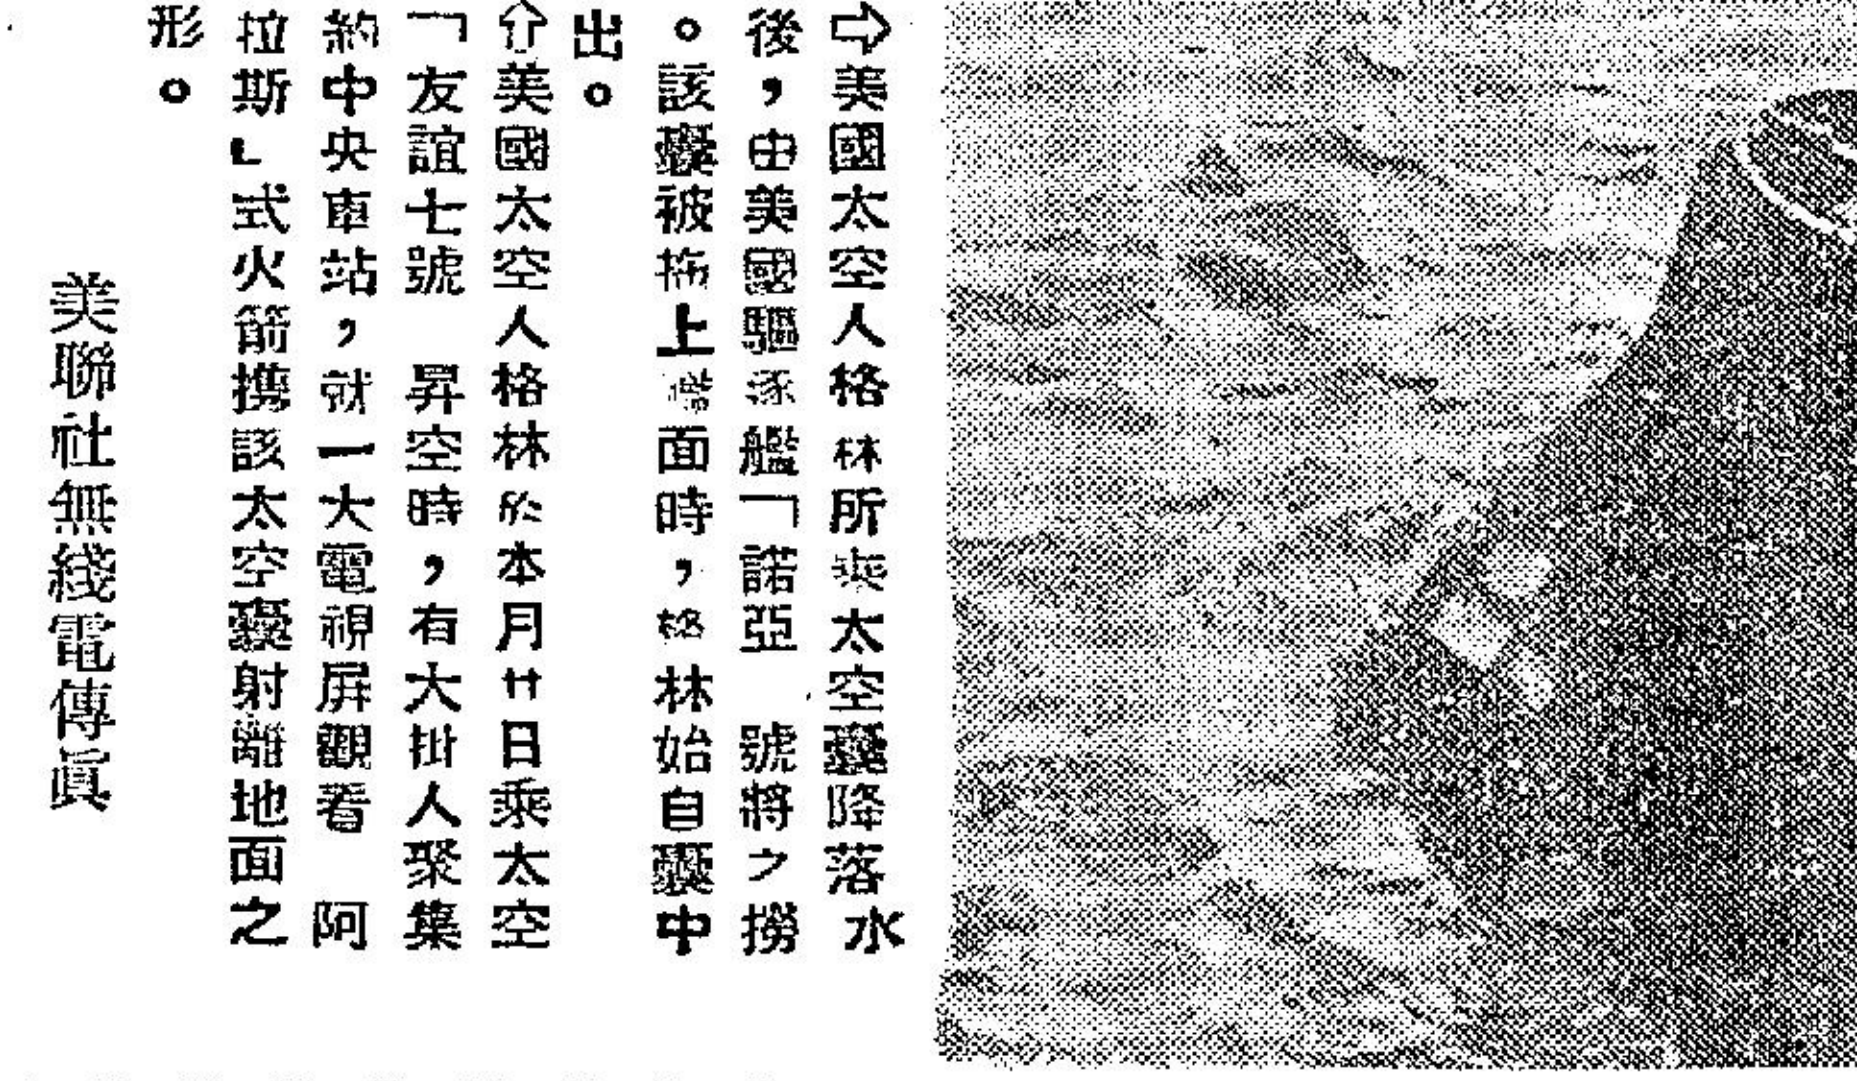 ⇨美國太空人格林所乘太空囊降落水
後,由美國驅逐艦「諾亞 號將之撈
。該囊被拖上艦面時,格林始自囊中
出。
⇧美國太空人格林於本月廿日乘太空
「友誼七號 昇空時,有大批人聚集
約中央車站,就一大電視屏觀看 阿
拉斯」式火箭携該太空囊射離地面之
形。
美聯社無綫電傳眞